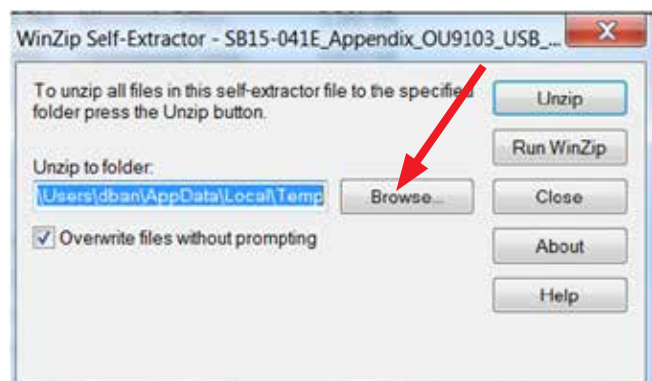 WinZip Self-Extractor - SB15-041E_Appendix_OU9103_USB_...
To unzip all files in this self-extractor file to the specified
folder press the Unzip button.
Unzip to folder:
\Users\dban\AppData\Local\Temp
Browse...
Overwrite files without prompting
Unzip
Run WinZip
Close
About
Help